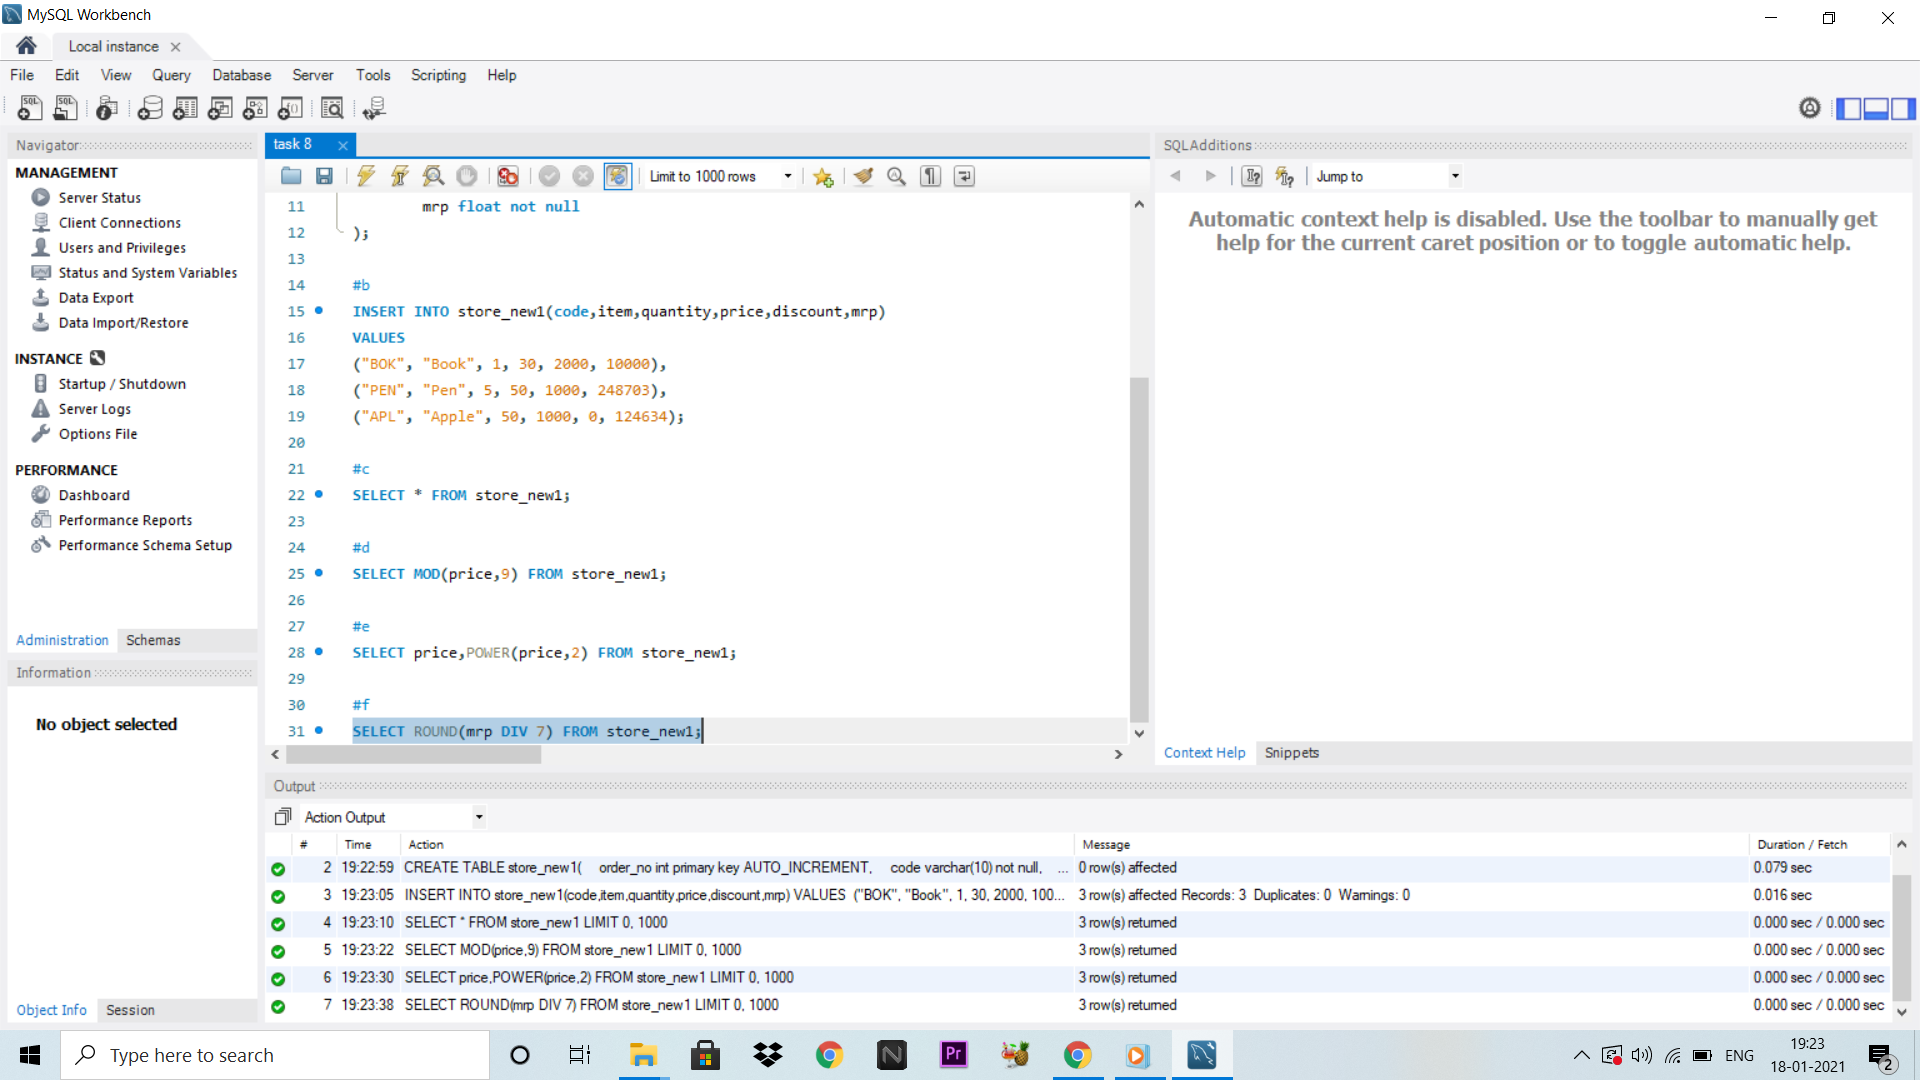 MySQL Workbench
Local instance
File Edit View Query Database Server Tools Scripting Help
Navigator
MANAGEMENT
Server Status
Client Connections
Users and Privileges
Status and System Variables
Data Export
Data Import/Restore
INSTANCE
Startup / Shutdown
Server Logs
Options File
PERFORMANCE
Dashboard
Performance Reports
Performance Schema Setup
Administration Schemas
Information
No object selected
Object Info Session
task 8
Limit to 1000 rows
11 mrp float not null
12 );
13
14 #b
15 INSERT INTO store_new1(code,item,quantity,price,discount,mrp)
16 VALUES
17 ("BOK", "Book", 1, 30, 2000, 10000),
18 ("PEN", "Pen", 5, 50, 1000, 248703),
19 ("APL", "Apple", 50, 1000, 0, 124634);
20
21 #c
22 SELECT * FROM store_new1;
23
24 #d
25 SELECT MOD(price,9) FROM store_new1;
26
27 #e
28 SELECT price,POWER(price,2) FROM store_new1;
29
30 #f
31 SELECT ROUND(mrp DIV 7) FROM store_new1;
SQLAdditions
Jump to
Automatic context help is disabled. Use the toolbar to manually get
help for the current caret position or to toggle automatic help.
Context Help Snippets
Output
Action Output
# Time Action Message Duration / Fetch
2 19:22:59 CREATE TABLE store_new1( order_no int primary key AUTO_INCREMENT, code varchar(10) not null, ... 0 row(s) affected 0.079 sec
3 19:23:05 INSERT INTO store_new1(code,item,quantity,price,discount,mrp) VALUES ("BOK", "Book", 1, 30, 2000, 100... 3 row(s) affected Records: 3 Duplicates: 0 Warnings: 0 0.016 sec
4 19:23:10 SELECT * FROM store_new1 LIMIT 0, 1000 3 row(s) returned 0.000 sec / 0.000 sec
5 19:23:22 SELECT MOD(price,9) FROM store_new1 LIMIT 0, 1000 3 row(s) returned 0.000 sec / 0.000 sec
6 19:23:30 SELECT price,POWER(price,2) FROM store_new1 LIMIT 0, 1000 3 row(s) returned 0.000 sec / 0.000 sec
7 19:23:38 SELECT ROUND(mrp DIV 7) FROM store_new1 LIMIT 0, 1000 3 row(s) returned 0.000 sec / 0.000 sec
Type here to search
Pr
ENG
19:23
18-01-2021
2